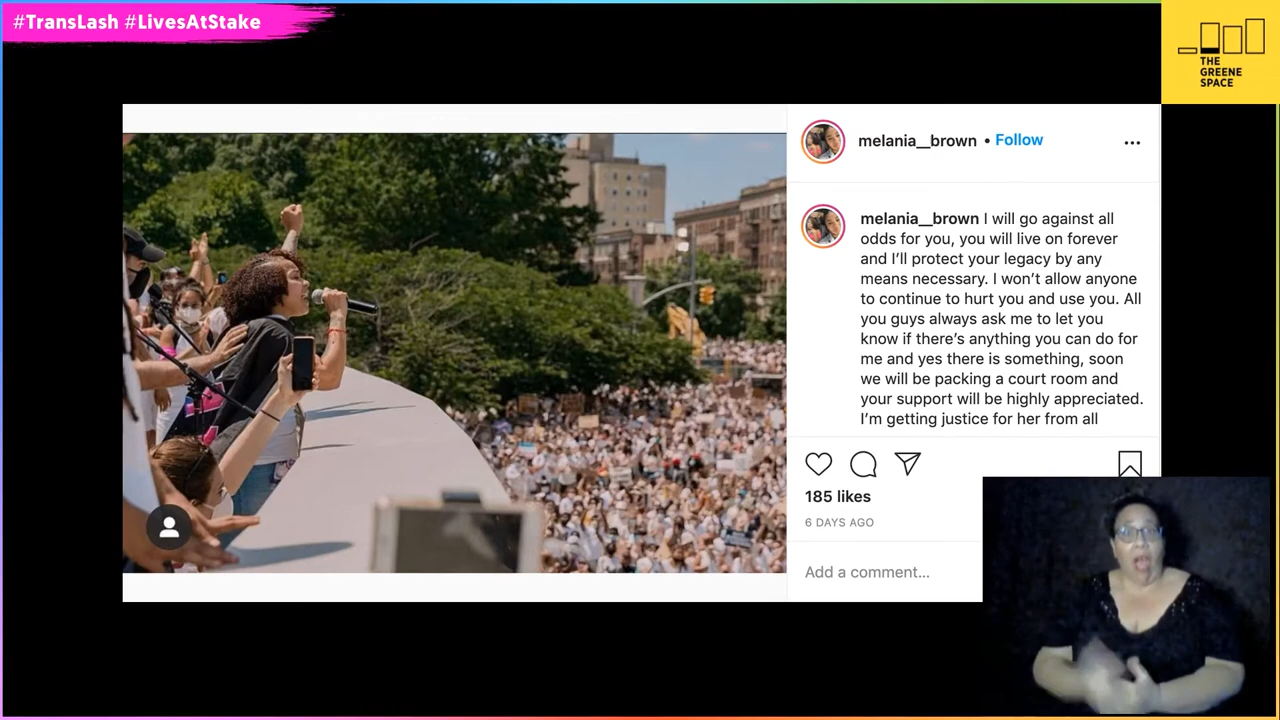 #TransLash #LivesAtStake
THE
GREENE
SPACE
melania__brown • Follow
melania__brown I will go against all
odds for you, you will live on forever
and I’ll protect your legacy by any
means necessary. I won’t allow anyone
to continue to hurt you and use you. All
you guys always ask me to let you
know if there’s anything you can do for
me and yes there is something, soon
we will be packing a court room and
your support will be highly appreciated.
I’m getting justice for her from all
185 likes
6 DAYS AGO
Add a comment...